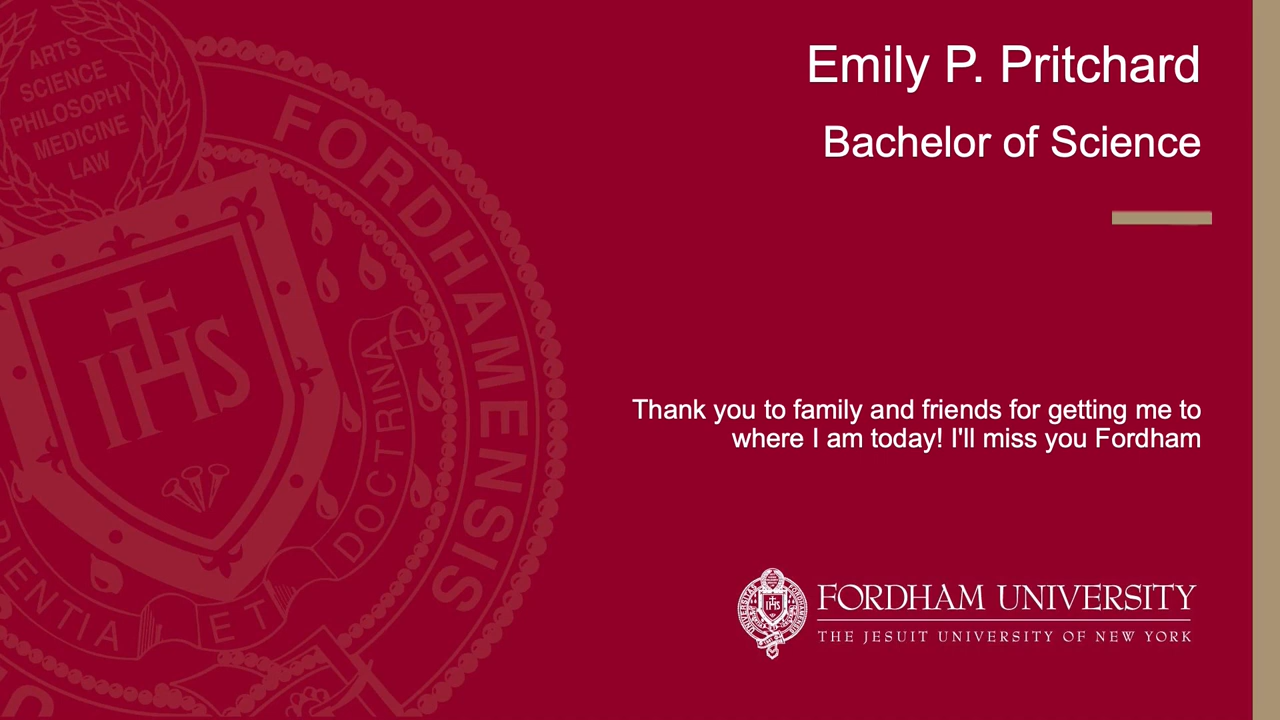 Emily P. Pritchard
Bachelor of Science
Thank you to family and friends for getting me to
where I am today! I'll miss you Fordham
FORDHAM UNIVERSITY
THE JESUIT UNIVERSITY OF NEW YORK
ARTS
SCIENCE
PHILOSOPHY
MEDICINE
LAW
FORDHAMENSIS
IHS
DOCTRINA
ET